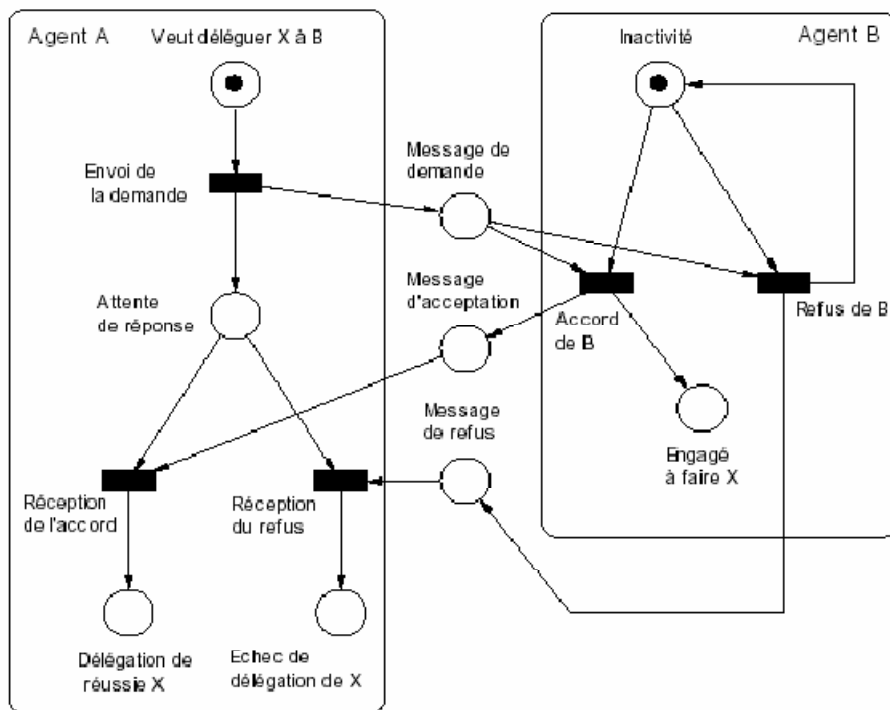 Agent A
Veut déléguer X à B
Inactivité
Agent B
Envoi de
la demande
Message de
demande
Attente
de réponse
Message
d'acceptation
Accord
de B
Refus de B
Message
de refus
Engagé
à faire X
Réception
de l'accord
Réception
du refus
Délégation de
réussie X
Echec de
délégation de X